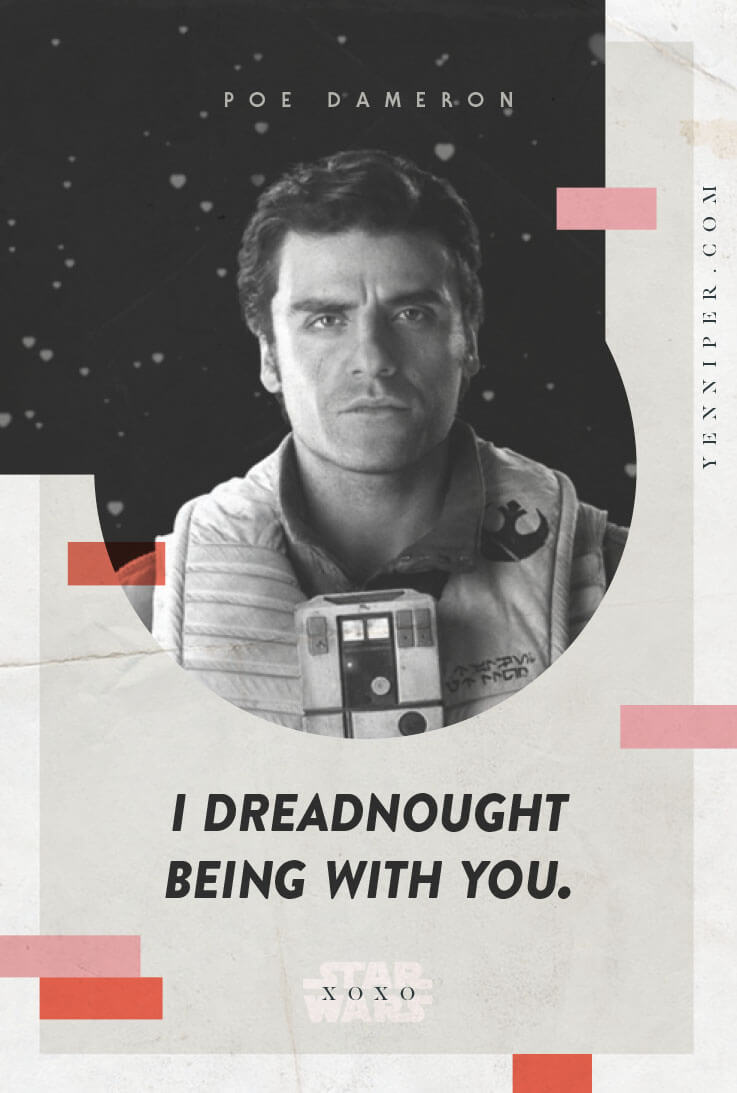 POE DAMERON
YENNIPER.COM
I DREADNOUGHT
BEING WITH YOU.
STAR
WARS
XOXO